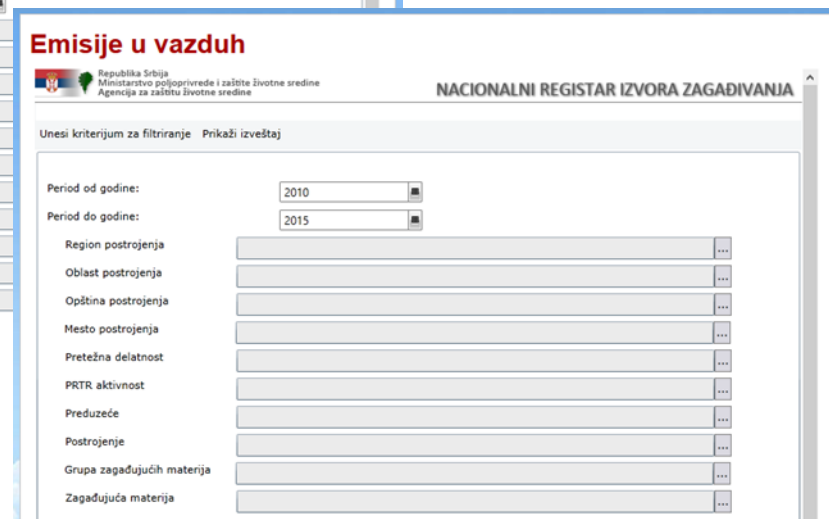 Emisije u vazduh
Republika Srbija
Ministarstvo poljoprivrede i zaštite životne sredine
Agencija za zaštitu životne sredine
NACIONALNI REGISTAR IZVORA ZAGAĐIVANJA
Unesi kriterijum za filtriranje Prikaži izveštaj
Period od godine: 2010
Period do godine: 2015
Region postrojenja ...
Oblast postrojenja ...
Opština postrojenja ...
Mesto postrojenja ...
Pretežna delatnost ...
PRTR aktivnost ...
Preduzeće ...
Postrojenje ...
Grupa zagađujućih materija ...
Zagađujuća materija ...